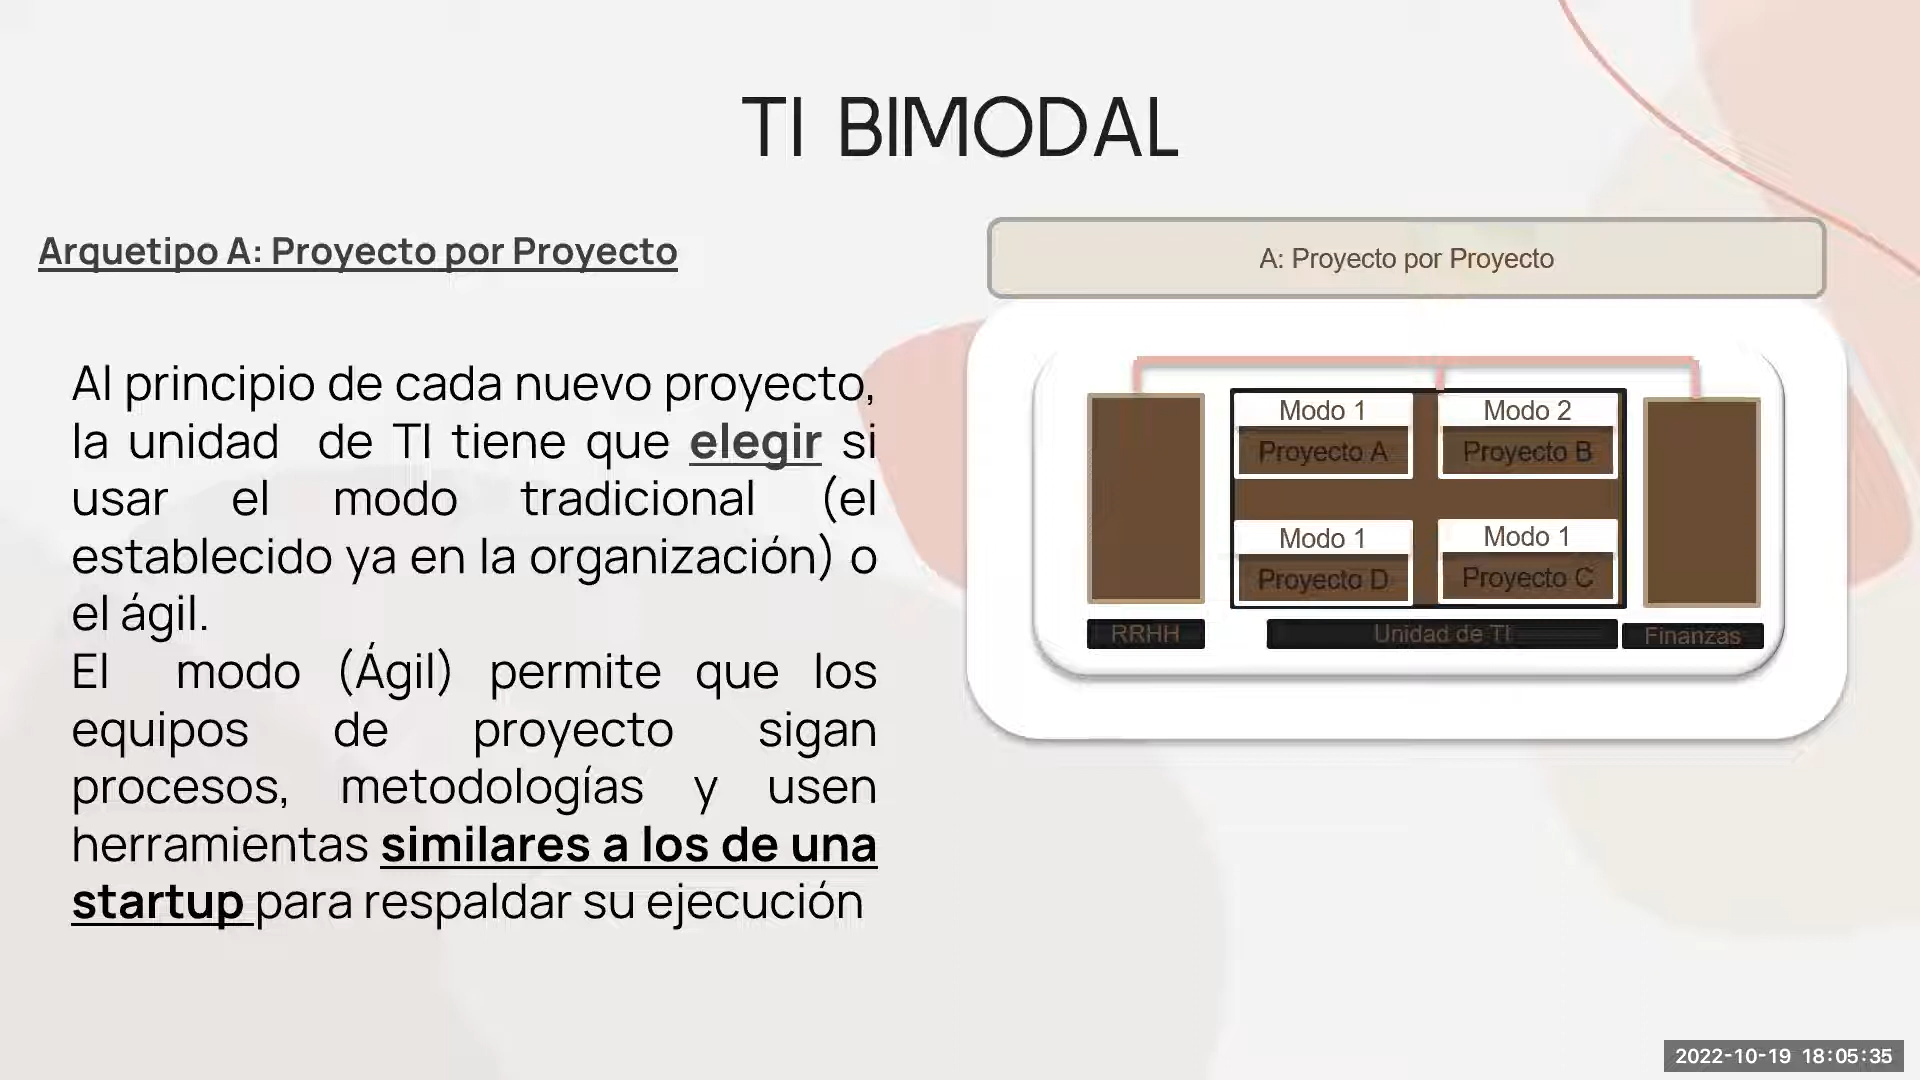 TI BIMODAL
Arquetipo A: Proyecto por Proyecto
Al principio de cada nuevo proyecto,
la unidad de TI tiene que elegir si
usar el modo tradicional (el
establecido ya en la organización) o
el ágil.
El modo (Ágil) permite que los
equipos de proyecto sigan
procesos, metodologías y usen
herramientas similares a los de una
startup para respaldar su ejecución
A: Proyecto por Proyecto
Modo 1
Proyecto A
Modo 2
Proyecto B
Modo 1
Proyecto D
Modo 1
Proyecto C
RRHH
Unidad de TI
Finanzas
2022-10-19 18:05:35